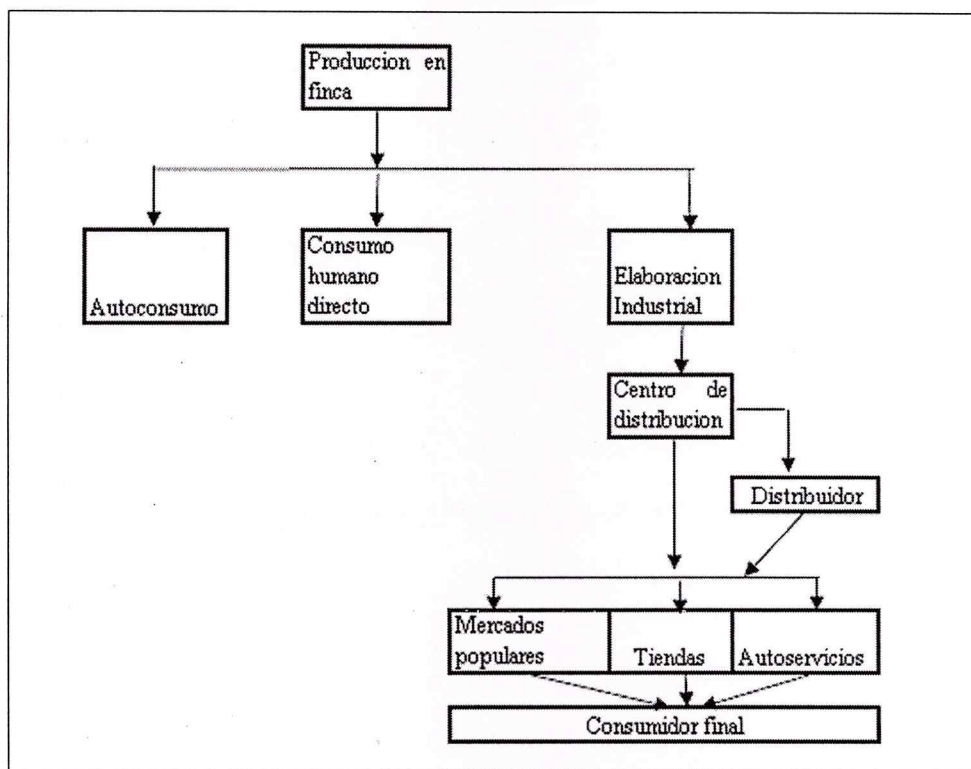 Produccion en
finca
Autoconsumo
Consumo
humano
directo
Elaboracion
Industrial
Centro de
distribucion
Distribuidor
Mercados
populares
Tiendas
Autoservicios
Consumidor final